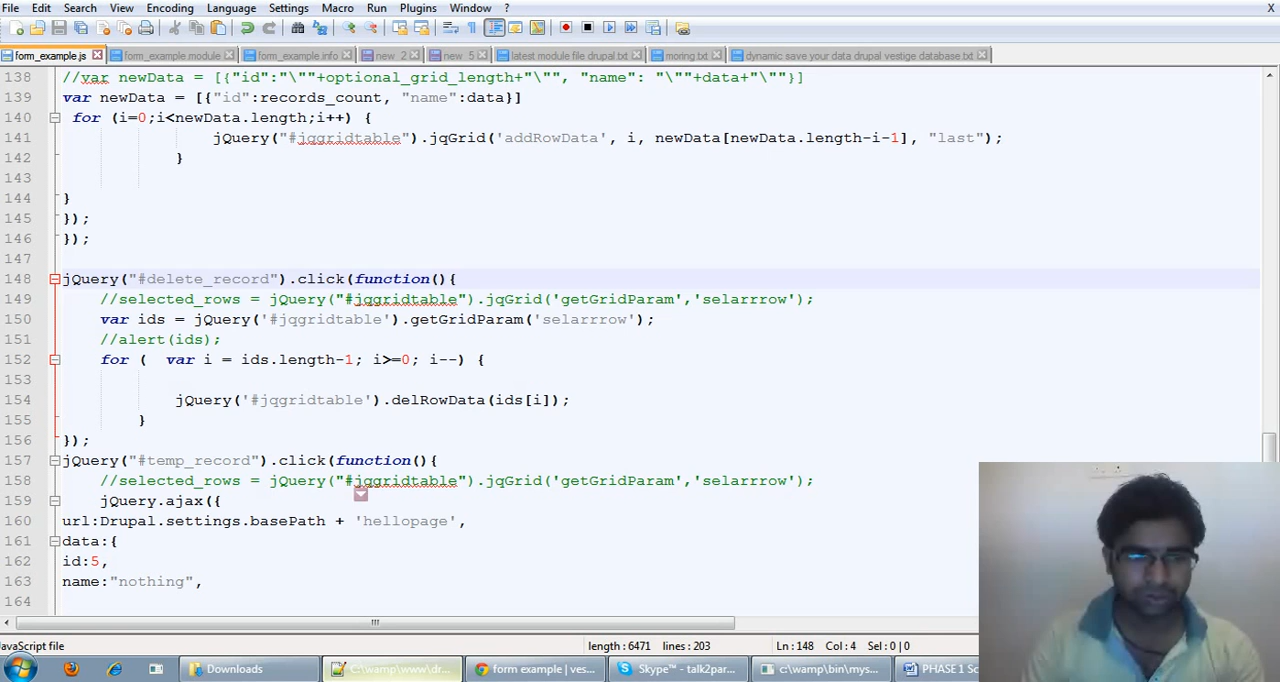 File Edit Search View Encoding Language Settings Macro Run Plugins Window ? X
form_example.js form_example.module form_example.info new 2 new 5 latest module file drupal.txt moring.txt dynamic save your data drupal vestige database.txt
138 //var newData = [{"id":"\""+optional_grid_length+"\"", "name": "\""+data+"\""}]
139 var newData = [{"id":records_count, "name":data}]
140 for (i=0;i<newData.length;i++) {
141 jQuery("#jqgridtable").jqGrid('addRowData', i, newData[newData.length-i-1], "last");
142 }
143
144 }
145 });
146 });
147
148 jQuery("#delete_record").click(function(){
149 //selected_rows = jQuery("#jqgridtable").jqGrid('getGridParam','selarrrow');
150 var ids = jQuery('#jqgridtable').getGridParam('selarrrow');
151 //alert(ids);
152 for ( var i = ids.length-1; i>=0; i--) {
153
154 jQuery('#jqgridtable').delRowData(ids[i]);
155 }
156 });
157 jQuery("#temp_record").click(function(){
158 //selected_rows = jQuery("#jqgridtable").jqGrid('getGridParam','selarrrow');
159 jQuery.ajax({
160 url:Drupal.settings.basePath + 'hellopage',
161 data:{
162 id:5,
163 name:"nothing",
164
JavaScript file length : 6471 lines : 203 Ln : 148 Col : 4 Sel : 0 | 0
Downloads C:\wamp\www\dr... form example | ves... Skype™ - talk2par... c:\wamp\bin\mys... PHASE 1 Sc